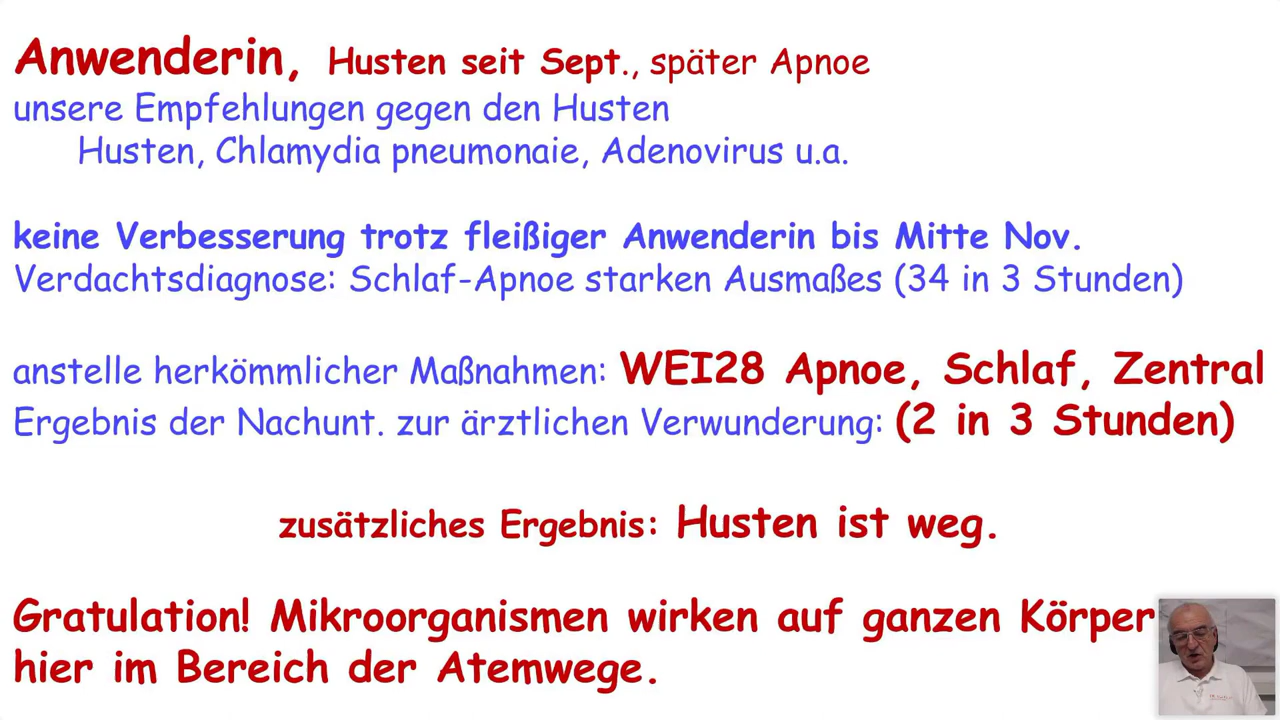 Anwenderin, Husten seit Sept., später Apnoe
unsere Empfehlungen gegen den Husten
Husten, Chlamydia pneumonaie, Adenovirus u.a.
keine Verbesserung trotz fleißiger Anwenderin bis Mitte Nov.
Verdachtsdiagnose: Schlaf-Apnoe starken Ausmaßes (34 in 3 Stunden)
anstelle herkömmlicher Maßnahmen: WEI28 Apnoe, Schlaf, Zentral
Ergebnis der Nachunt. zur ärztlichen Verwunderung: (2 in 3 Stunden)
zusätzliches Ergebnis: Husten ist weg.
Gratulation! Mikroorganismen wirken auf ganzen Körper
hier im Bereich der Atemwege.